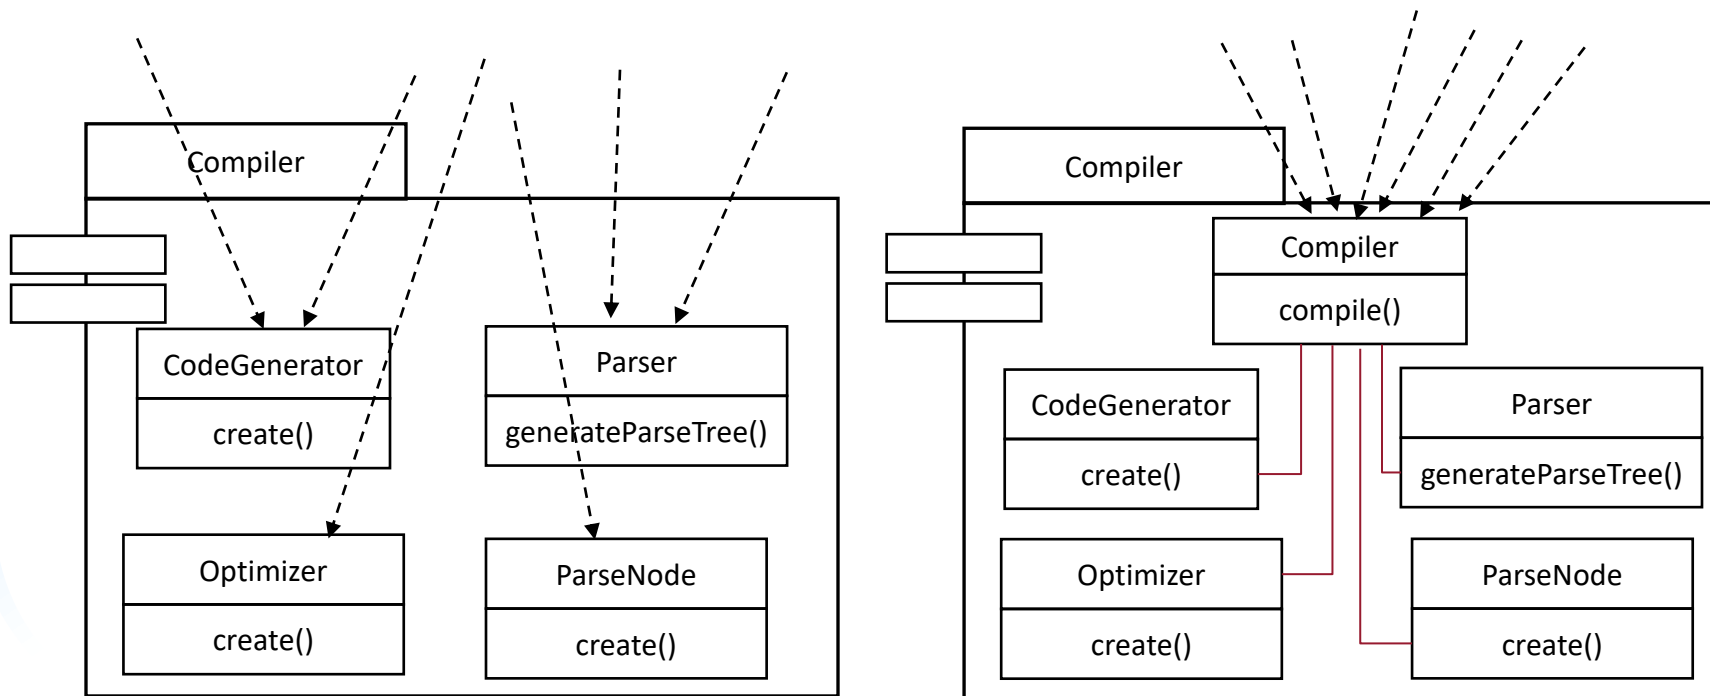 Compiler
CodeGenerator
create()
Parser
generateParseTree()
Optimizer
create()
ParseNode
create()
Compiler
Compiler
compile()
CodeGenerator
create()
Parser
generateParseTree()
Optimizer
create()
ParseNode
create()